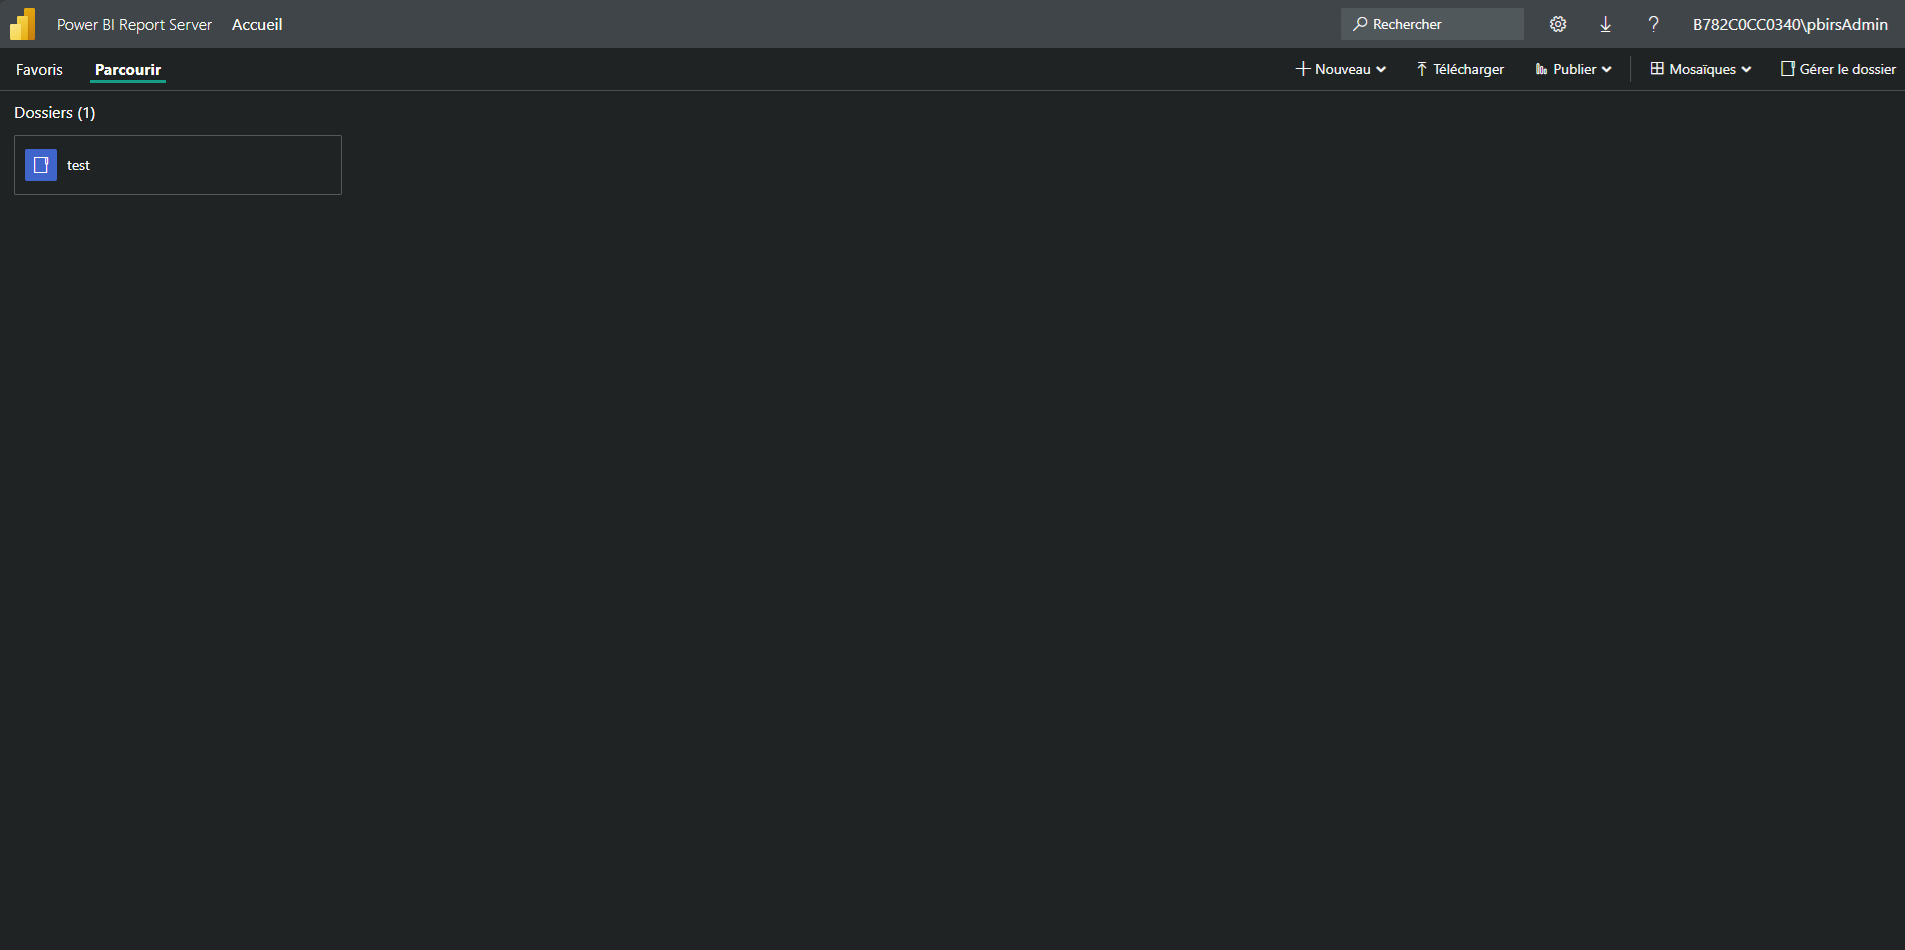 Power BI Report Server Accueil Rechercher ? B782C0CC0340\pbirsAdmin
Favoris Parcourir Nouveau Télécharger Publier Mosaïques Gérer le dossier
Dossiers (1)
test